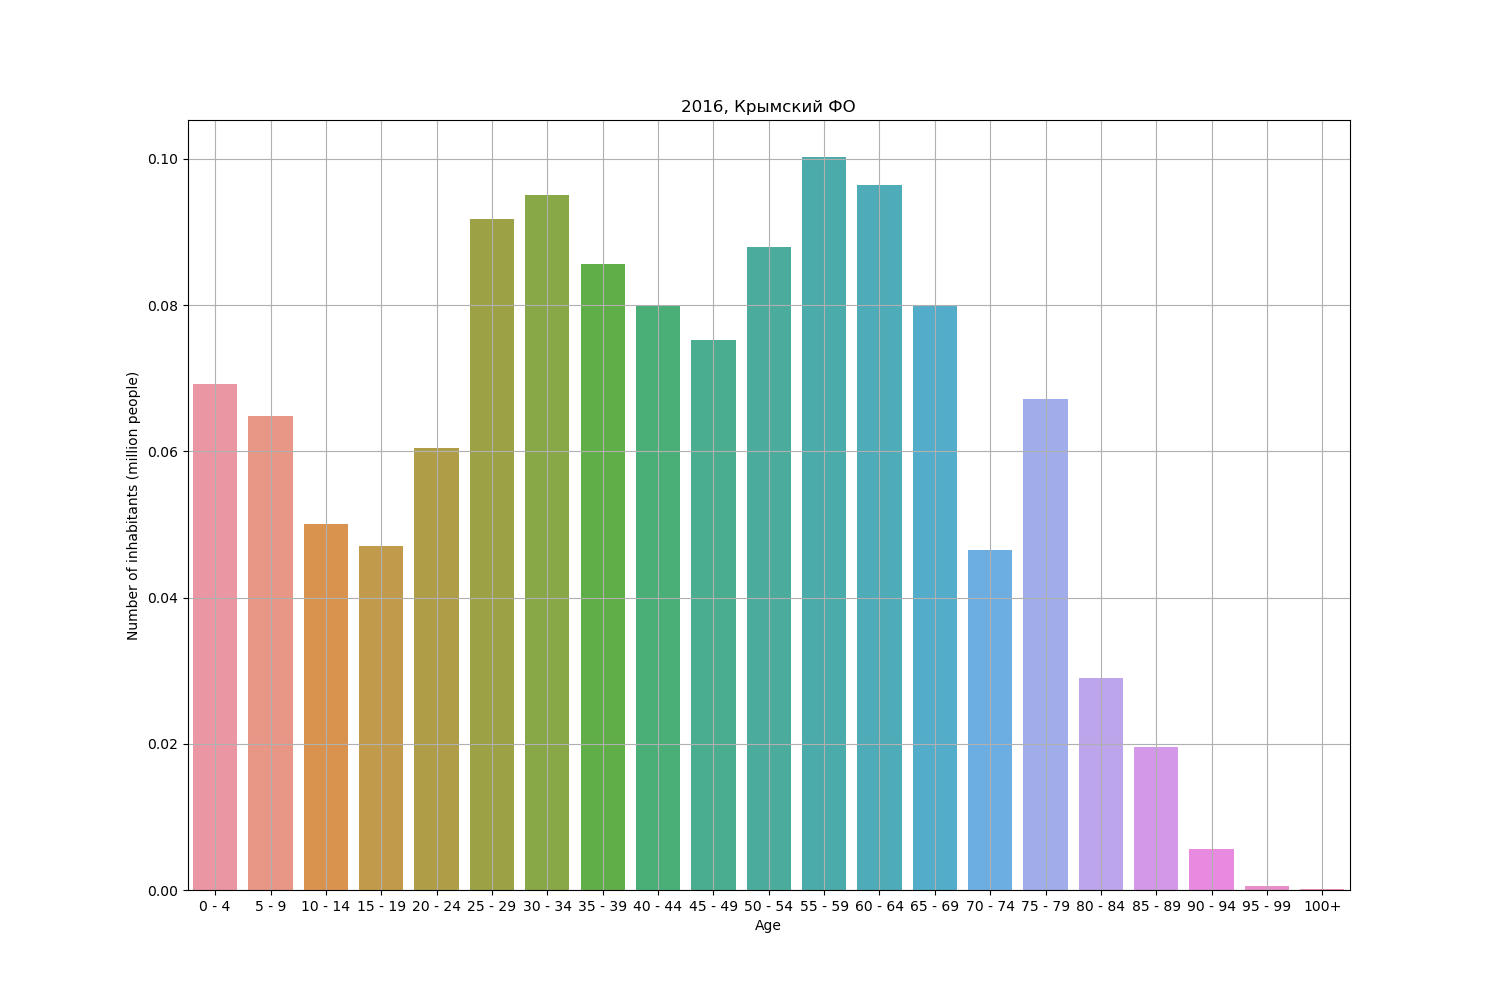 2016, Крымский ФО
Number of inhabitants (million people)
0.10
0.08
0.06
0.04
0.02
0.00
0 - 4 5 - 9 10 - 14 15 - 19 20 - 24 25 - 29 30 - 34 35 - 39 40 - 44 45 - 49 50 - 54 55 - 59 60 - 64 65 - 69 70 - 74 75 - 79 80 - 84 85 - 89 90 - 94 95 - 99 100+
Age